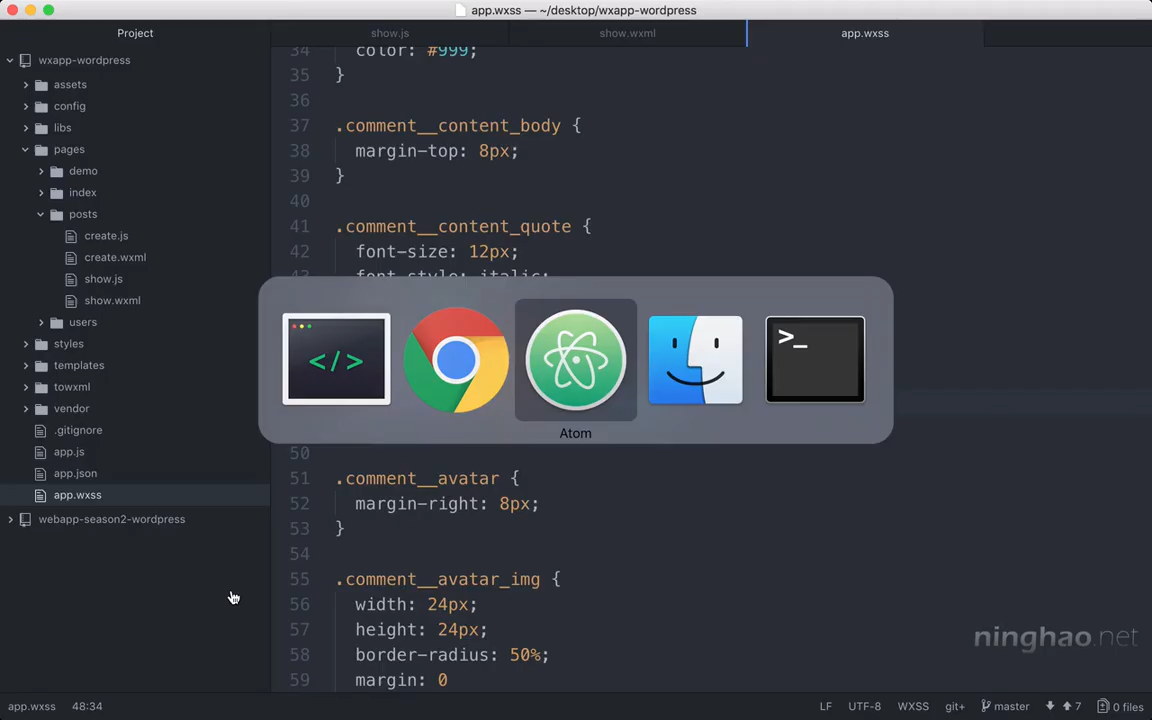 app.wxss — ~/desktop/wxapp-wordpress
Project
show.js
show.wxml
app.wxss
wxapp-wordpress
assets
config
libs
pages
demo
index
posts
create.js
create.wxml
show.js
show.wxml
users
styles
templates
towxml
vendor
.gitignore
app.js
app.json
app.wxss
webapp-season2-wordpress
34 color: #999;
35 }
36
37 .comment__content_body {
38 margin-top: 8px;
39 }
40
41 .comment__content_quote {
42 font-size: 12px;
43 font-style: italic;
</>
>_
Atom
50
51 .comment__avatar {
52 margin-right: 8px;
53 }
54
55 .comment__avatar_img {
56 width: 24px;
57 height: 24px;
58 border-radius: 50%;
59 margin: 0
ninghao.net
app.wxss 48:34
LF UTF-8 WXSS git+ master 7 0 files